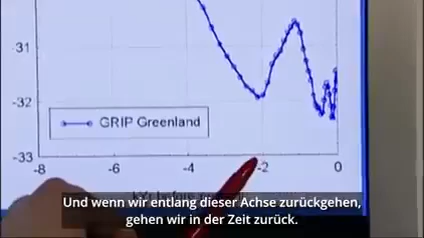 -31
-32
GRIP Greenland
-33
-8
-6
-4
-2
0
Und wenn wir entlang dieser Achse zurückgehen,
gehen wir in der Zeit zurück.